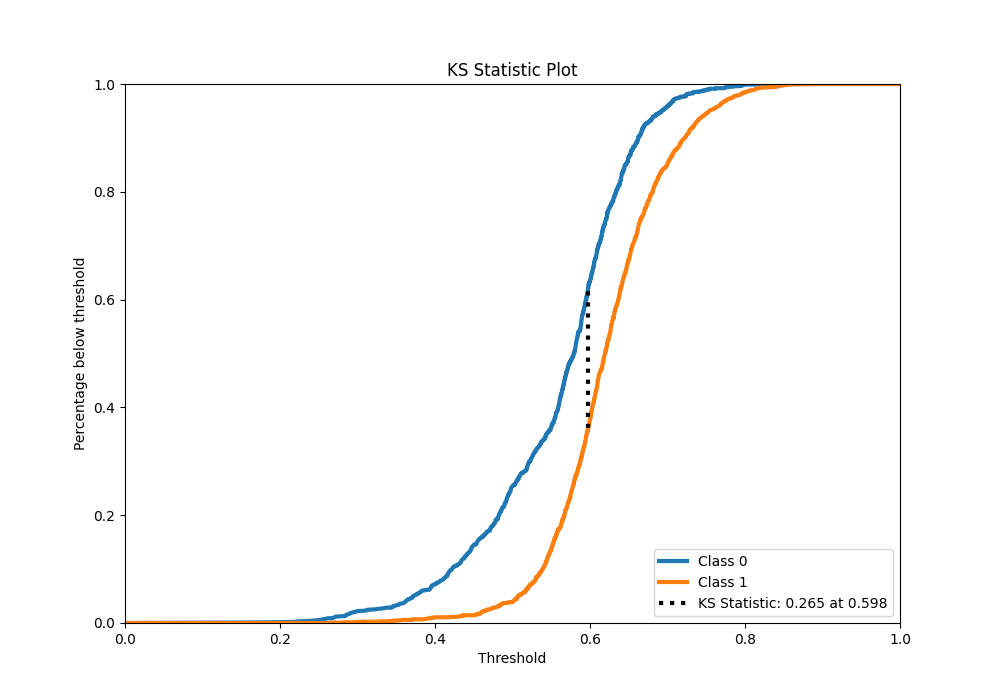 KS Statistic Plot
1.0
0.8
0.6
0.4
0.2
0.0
Percentage below threshold
0.0 0.2 0.4 0.6 0.8 1.0
Threshold
Class 0
Class 1
KS Statistic: 0.265 at 0.598